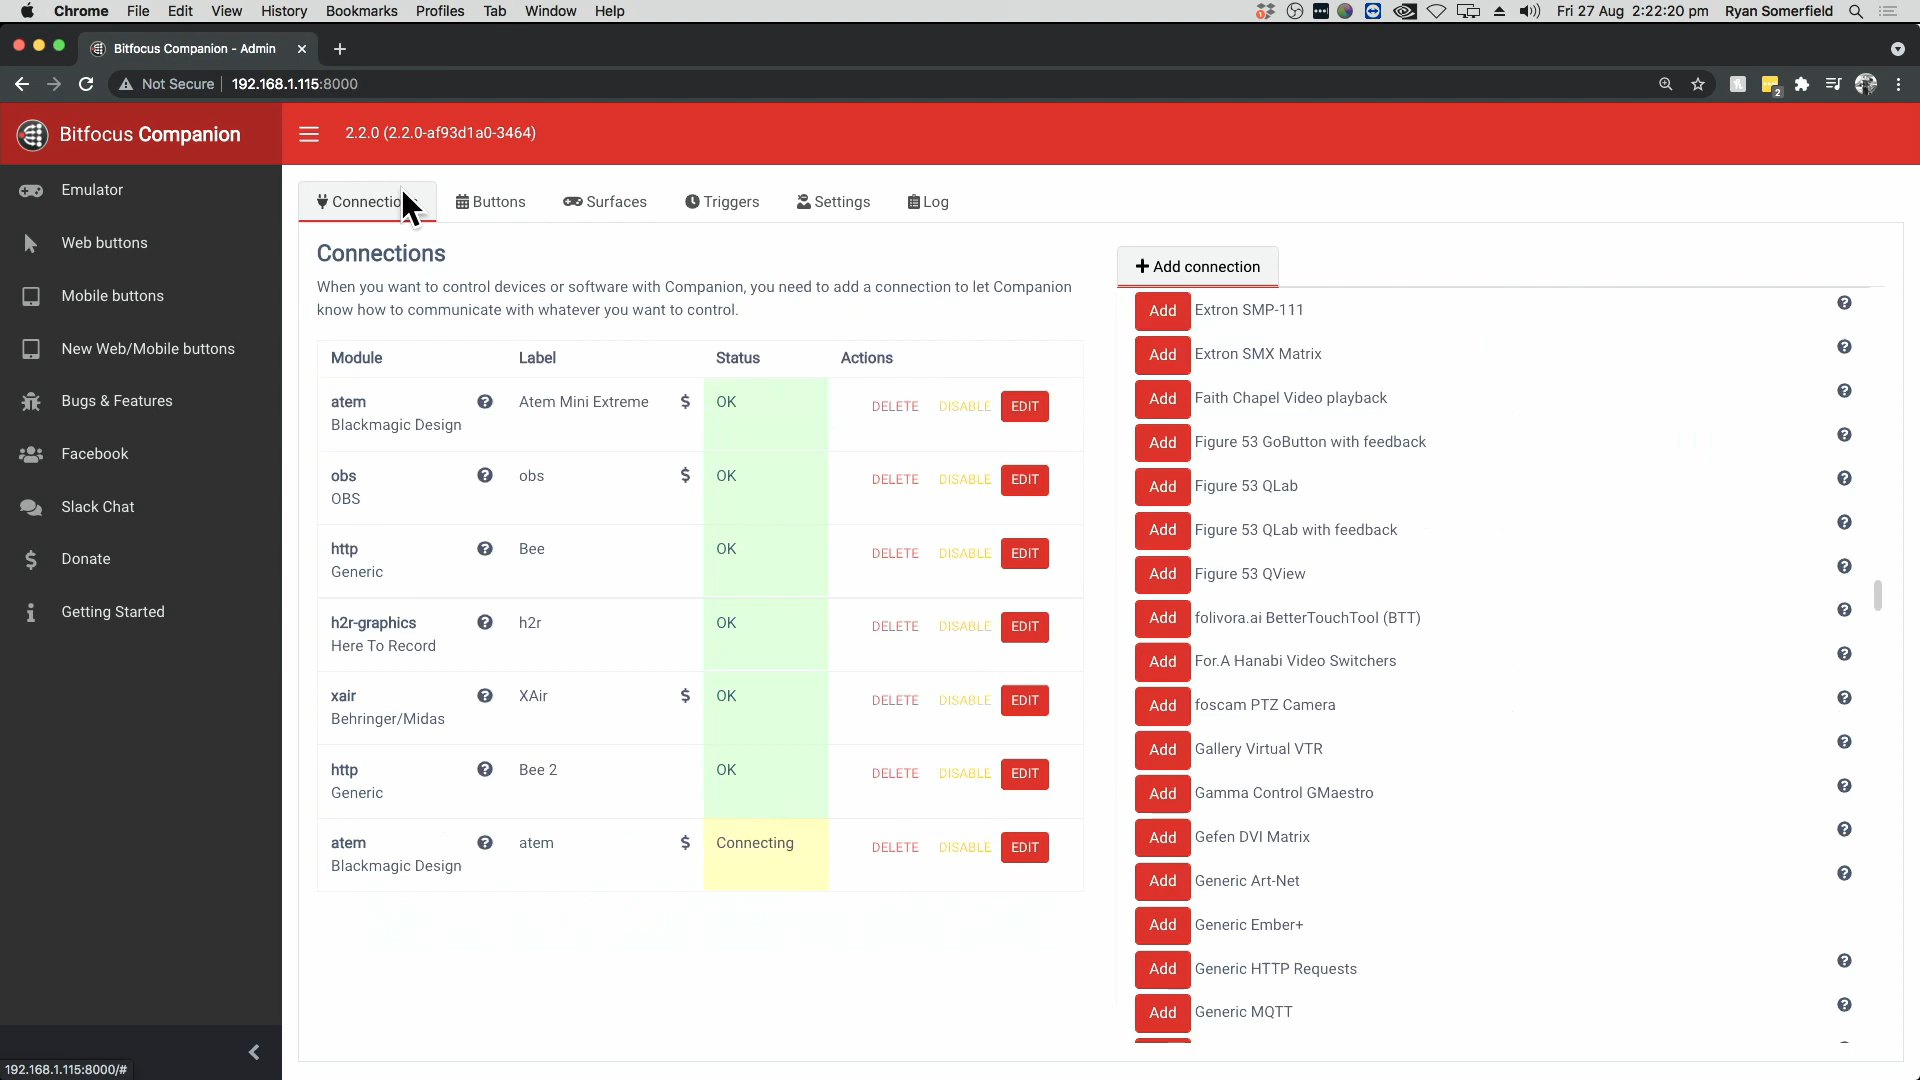 Chrome File Edit View History Bookmarks Profiles Tab Window Help Fri 27 Aug 2:22:20 pm Ryan Somerfield
Bitfocus Companion - Admin
Not Secure 192.168.1.115:8000
2
Bitfocus Companion
2.2.0 (2.2.0-af93d1a0-3464)
Emulator
Web buttons
Mobile buttons
New Web/Mobile buttons
Bugs & Features
Facebook
Slack Chat
Donate
Getting Started
192.168.1.115:8000/#
Connectio Buttons Surfaces Triggers Settings Log
Connections
When you want to control devices or software with Companion, you need to add a connection to let Companion
know how to communicate with whatever you want to control.
Module Label Status Actions
atem Atem Mini Extreme $ OK DELETE DISABLE EDIT
Blackmagic Design
obs obs $ OK DELETE DISABLE EDIT
OBS
http Bee OK DELETE DISABLE EDIT
Generic
h2r-graphics h2r OK DELETE DISABLE EDIT
Here To Record
xair XAir $ OK DELETE DISABLE EDIT
Behringer/Midas
http Bee 2 OK DELETE DISABLE EDIT
Generic
atem atem $ Connecting DELETE DISABLE EDIT
Blackmagic Design
+ Add connection
Add Extron SMP-111
Add Extron SMX Matrix
Add Faith Chapel Video playback
Add Figure 53 GoButton with feedback
Add Figure 53 QLab
Add Figure 53 QLab with feedback
Add Figure 53 QView
Add folivora.ai BetterTouchTool (BTT)
Add For.A Hanabi Video Switchers
Add foscam PTZ Camera
Add Gallery Virtual VTR
Add Gamma Control GMaestro
Add Gefen DVI Matrix
Add Generic Art-Net
Add Generic Ember+
Add Generic HTTP Requests
Add Generic MQTT